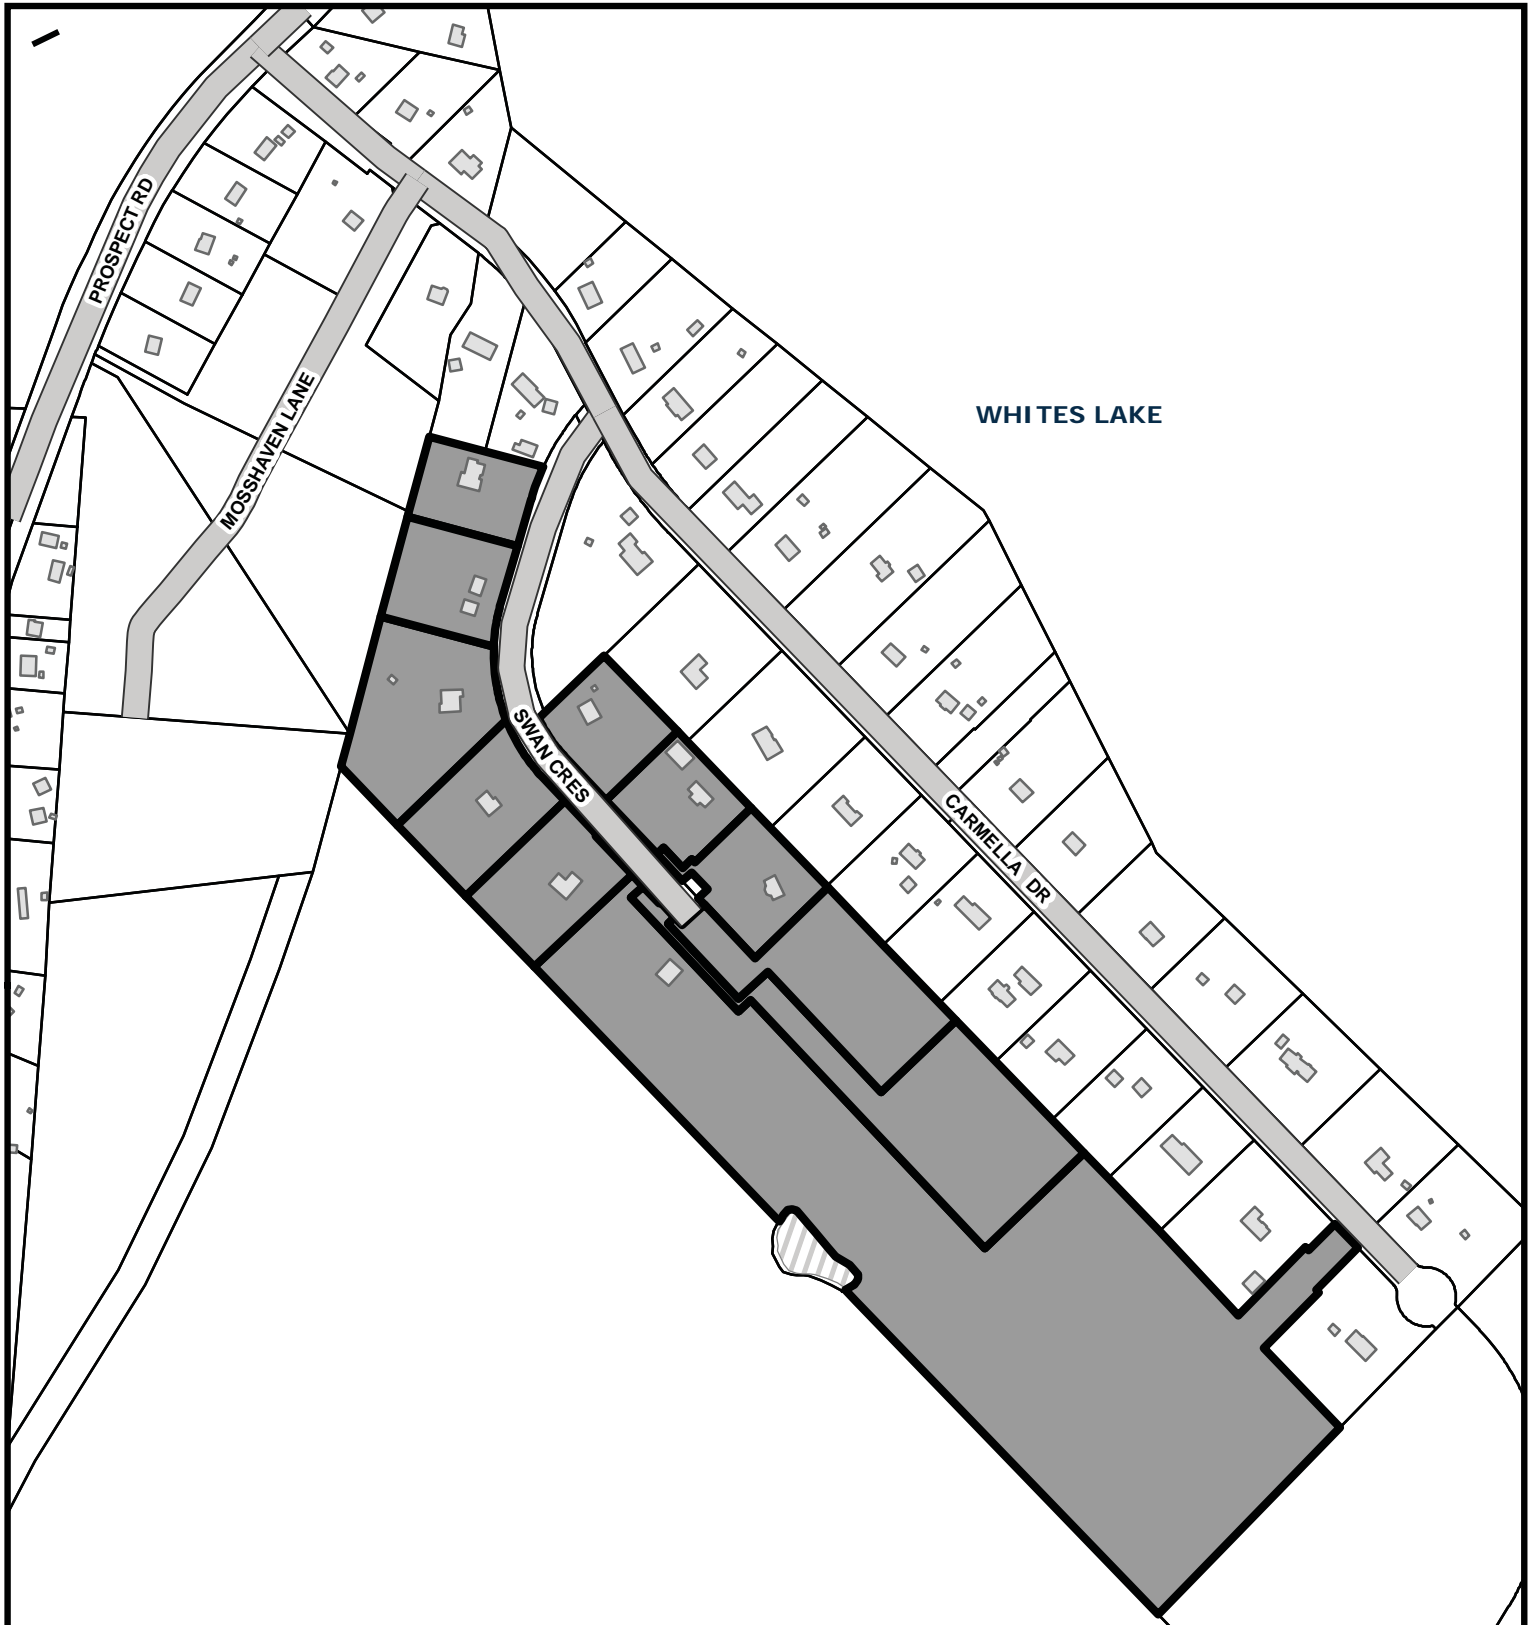 PROSPECT RD
MOSSHAVEN LANE
WHITES LAKE
SWAN CRES
CARMELLA DR